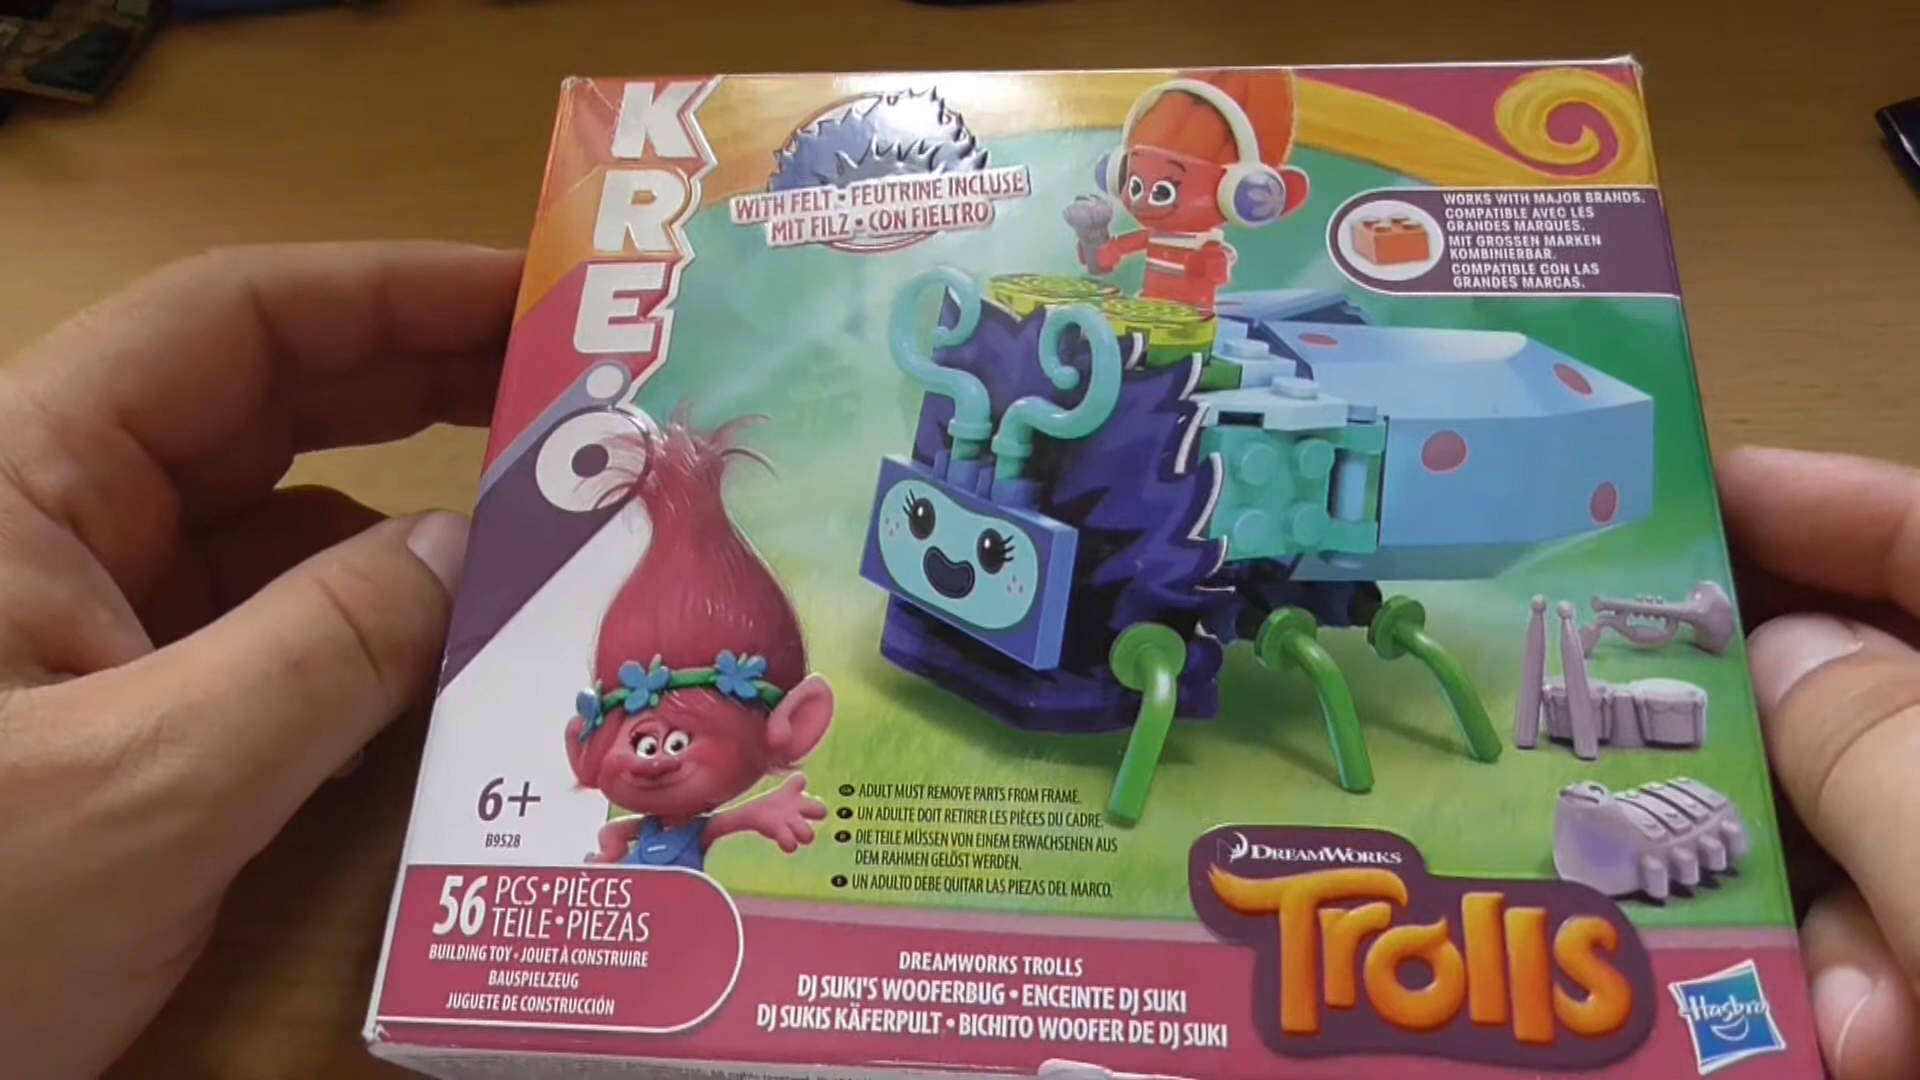 KRE-O
WITH FELT • FEUTRINE INCLUSE
MIT FILZ • CON FIELTRO
WORKS WITH MAJOR BRANDS.
COMPATIBLE AVEC LES
GRANDES MARQUES.
MIT GROSSEN MARKEN
KOMBINIERBAR.
COMPATIBLE CON LAS
GRANDES MARCAS.
6+
B9528
ADULT MUST REMOVE PARTS FROM FRAME.
UN ADULTE DOIT RETIRER LES PIÈCES DU CADRE.
DIE TEILE MÜSSEN VON EINEM ERWACHSENEN AUS
DEM RAHMEN GELÖST WERDEN.
UN ADULTO DEBE QUITAR LAS PIEZAS DEL MARCO.
56 PCS • PIÈCES
TEILE • PIEZAS
BUILDING TOY • JOUET À CONSTRUIRE
BAUSPIELZEUG
JUGUETE DE CONSTRUCCIÓN
DREAMWORKS TROLLS
DJ SUKI'S WOOFERBUG • ENCEINTE DJ SUKI
DJ SUKIS KÄFERPULT • BICHITO WOOFER DE DJ SUKI
DREAMWORKS
Trolls
Hasbro